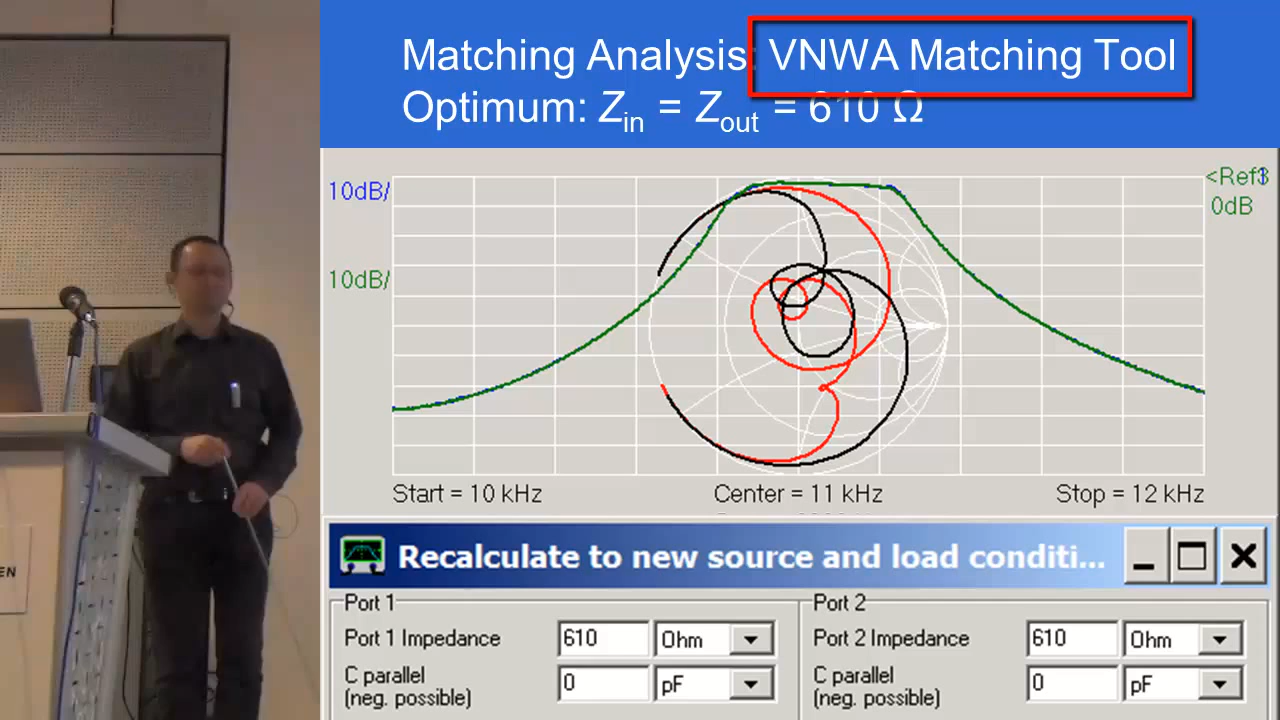 Matching Analysis: VNWA Matching Tool
Optimum: Zin = Zout = 610 Ω
10dB/
10dB/
<Ref
0dB
Start = 10 kHz
Center = 11 kHz
Stop = 12 kHz
Recalculate to new source and load conditi...
Port 1
Port 1 Impedance
610
Ohm
C parallel
(neg. possible)
0
pF
Port 2
Port 2 Impedance
610
Ohm
C parallel
(neg. possible)
0
pF
EN